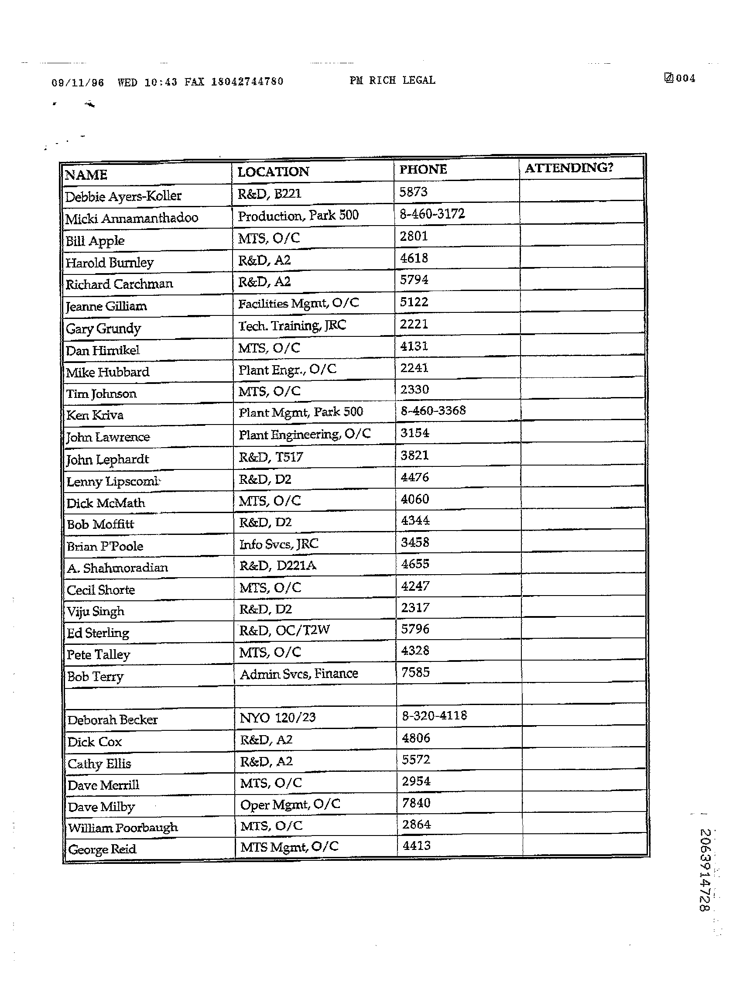 09/11/96 WED 10:43 FAX 18042744780 PM RICH LEGAL 004
NAME LOCATION PHONE ATTENDING?
Debbie Ayers-Koller R&D, B221 5873
Micki Annamanthadoo Production, Park 500 8-460-3172
Bill Apple MTS, O/C 2801
Harold Burnley R&D, A2 4618
Richard Carchman R&D, A2 5794
Jeanne Gilliam Facilities Mgmt, O/C 5122
Gary Grundy Tech. Training, JRC 2221
Dan Himikel MTS, O/C 4131
Mike Hubbard Plant Engr., O/C 2241
Tim Johnson MTS, O/C 2330
Ken Kriva Plant Mgmt, Park 500 8-460-3368
John Lawrence Plant Engineering, O/C 3154
John Lephardt R&D, T517 3821
Lenny Lipscomb R&D, D2 4476
Dick McMath MTS, O/C 4060
Bob Moffitt R&D, D2 4344
Brian P'Poole Info Svcs, JRC 3458
A. Shahmoradian R&D, D221A 4655
Cecil Shorte MTS, O/C 4247
Viju Singh R&D, D2 2317
Ed Sterling R&D, OC/T2W 5796
Pete Talley MTS, O/C 4328
Bob Terry Admin Svcs, Finance 7585
Deborah Becker NYO 120/23 8-320-4118
Dick Cox R&D, A2 4806
Cathy Ellis R&D, A2 5572
Dave Merrill MTS, O/C 2954
Dave Milby Oper Mgmt, O/C 7840
William Poorbaugh MTS, O/C 2864
George Reid MTS Mgmt, O/C 4413
2063914728